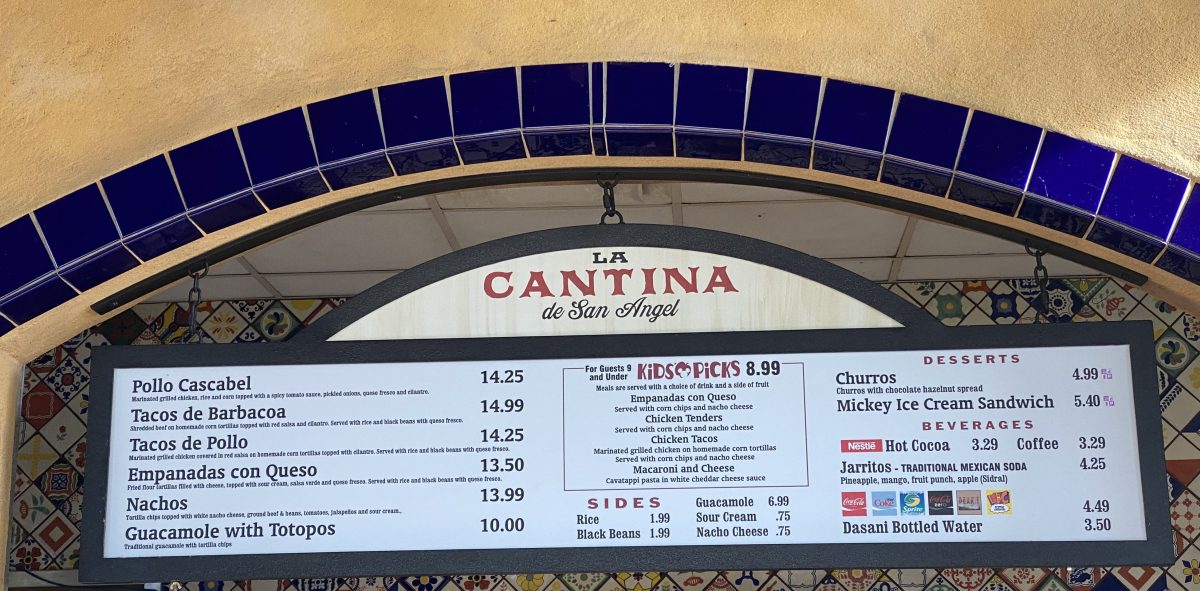 LA
CANTINA
de San Angel
Pollo Cascabel 14.25
Marinated grilled chicken, rice and corn topped with a spicy tomato sauce, pickled onions, queso fresco and cilantro.
Tacos de Barbacoa 14.99
Shredded beef on homemade corn tortillas topped with red salsa and cilantro. Served with rice and black beans with queso fresco.
Tacos de Pollo 14.25
Marinated grilled chicken covered in red salsa on homemade corn tortillas topped with cilantro. Served with rice and black beans with queso fresco.
Empanadas con Queso 13.50
Fried flour tortillas filled with cheese, topped with sour cream, salsa verde and queso fresco. Served with rice and black beans with queso fresco.
Nachos 13.99
Tortilla chips topped with white nacho cheese, ground beef & beans, tomatoes, jalapeños and sour cream.,
Guacamole with Totopos 10.00
Traditional guacamole with tortilla chips
For Guests 9
and Under KiDS PiCKS 8.99
Meals are served with a choice of drink and a side of fruit
Empanadas con Queso
Served with corn chips and nacho cheese
Chicken Tenders
Served with corn chips and nacho cheese
Chicken Tacos
Marinated grilled chicken on homemade corn tortillas
Served with corn chips and nacho cheese
Macaroni and Cheese
Cavatappi pasta in white cheddar cheese sauce
SIDES
Rice 1.99
Black Beans 1.99
Guacamole 6.99
Sour Cream .75
Nacho Cheese .75
DESSERTS
Churros 4.99
Churros with chocolate hazelnut spread
Mickey Ice Cream Sandwich 5.40
BEVERAGES
Nestle Hot Cocoa 3.29 Coffee 3.29
Jarritos - TRADITIONAL MEXICAN SODA 4.25
Pineapple, mango, fruit punch, apple (Sidral)
Coca-Cola Coke Sprite 4.49
Dasani Bottled Water 3.50